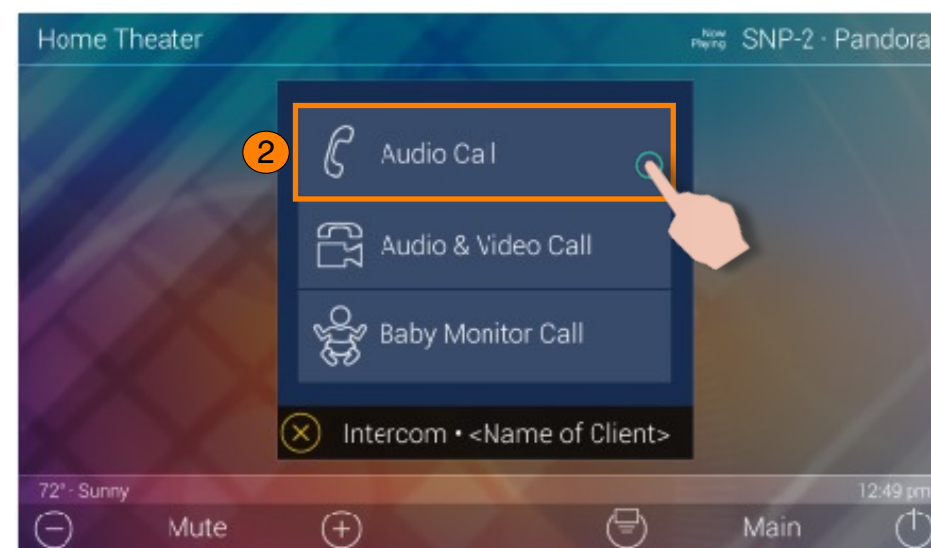 Home Theater
Now Playing SNP-2 · Pandora
2
Audio Call
Audio & Video Call
Baby Monitor Call
Intercom • <Name of Client>
72° - Sunny
12:49 pm
Mute
Main